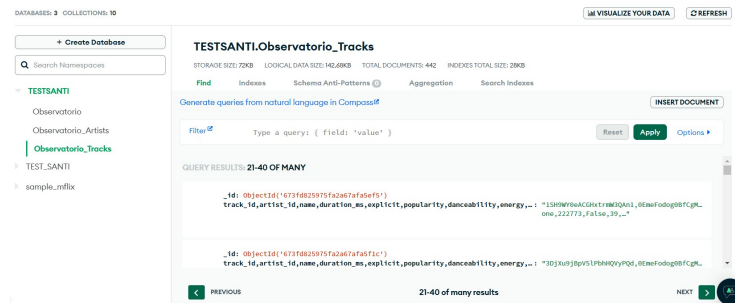 DATABASES: 3 COLLECTIONS: 10
VISUALIZE YOUR DATA
REFRESH
+ Create Database
Search Namespaces
TESTSANTI
Observatorio
Observatorio_Artists
Observatorio_Tracks
TEST_SANTI
sample_mflix
TESTSANTI.Observatorio_Tracks
STORAGE SIZE: 72KB LOGICAL DATA SIZE: 142.68KB TOTAL DOCUMENTS: 442 INDEXES TOTAL SIZE: 28KB
Find Indexes Schema Anti-Patterns 0 Aggregation Search Indexes
Generate queries from natural language in Compass
INSERT DOCUMENT
Filter Type a query: { field: 'value' } Reset Apply Options
QUERY RESULTS: 21-40 OF MANY
_id: ObjectId('673fd825975fa2a67afa5ef5')
track_id,artist_id,name,duration_ms,explicit,popularity,danceability,energy,… : "1SH9WY0eACGHxtrmW3QAn1,0EmeFodog0BfCgM…
one,222773,False,39,…"
_id: ObjectId('673fd825975fa2a67afa5f1c')
track_id,artist_id,name,duration_ms,explicit,popularity,danceability,energy,… : "3DjXu9jBpVSlPbhHQVyPQd,0EmeFodog0BfCgM…
PREVIOUS 21-40 of many results NEXT